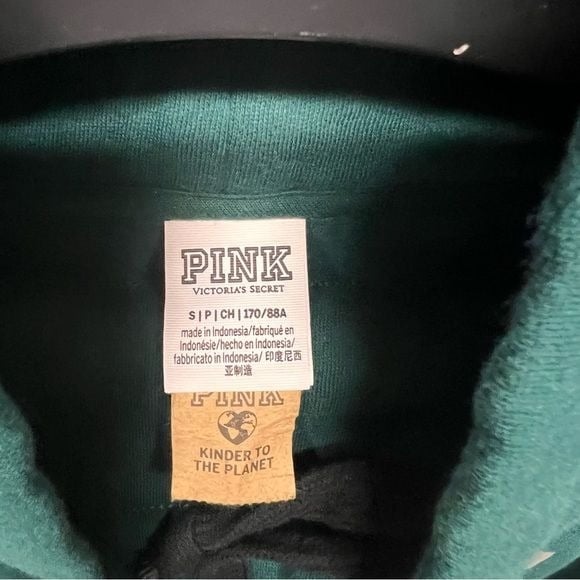 PINK
VICTORIA'S SECRET
S|P|CH|170/88A
made in Indonesia/fabriqué en
Indonésie/hecho en Indonesia/
fabbricato in Indonesia/ 印度尼西
亚制造
PINK
KINDER TO
THE PLANET